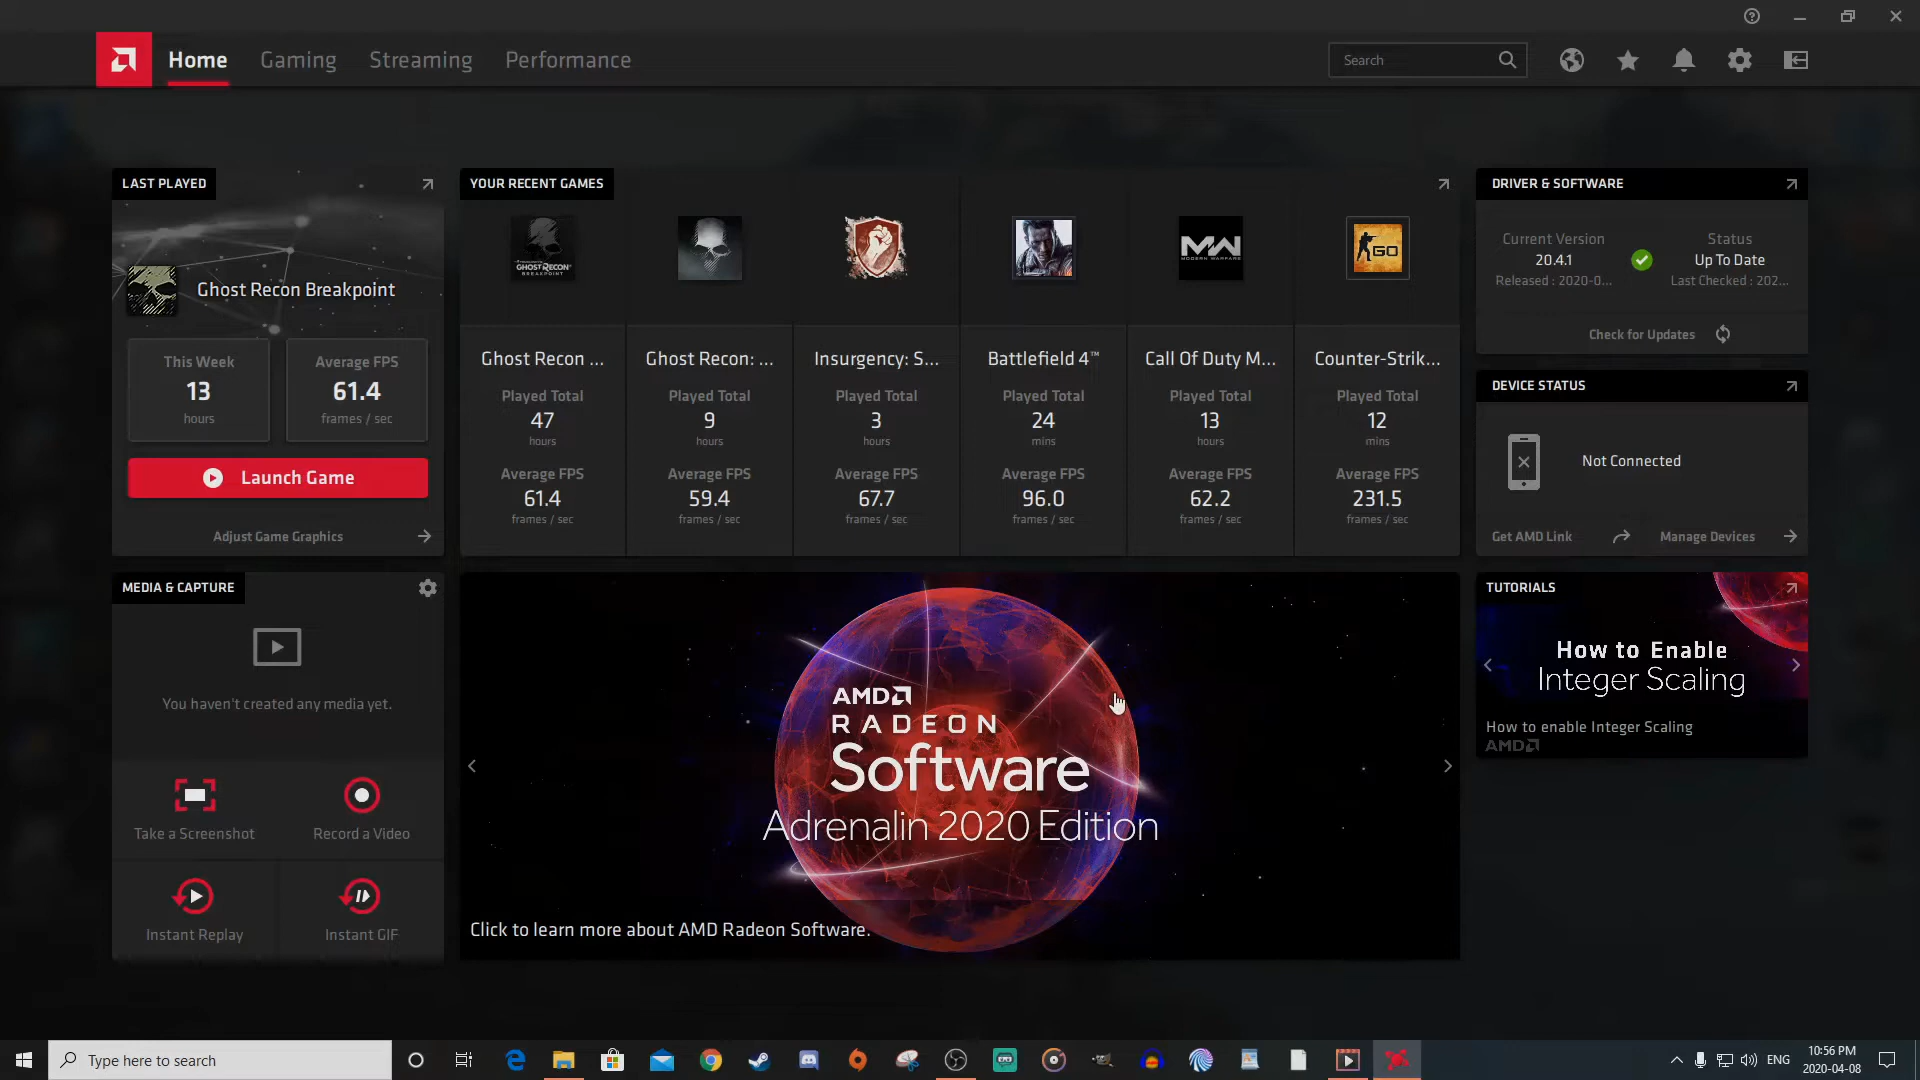 Home
Gaming
Streaming
Performance
Search
LAST PLAYED
Ghost Recon Breakpoint
This Week
13
hours
Average FPS
61.4
frames / sec
Launch Game
Adjust Game Graphics
YOUR RECENT GAMES
GHOST RECON
BREAKPOINT
Ghost Recon ...
Played Total
47
hours
Average FPS
61.4
frames / sec
Ghost Recon: ...
Played Total
9
hours
Average FPS
59.4
frames / sec
Insurgency: S...
Played Total
3
hours
Average FPS
67.7
frames / sec
Battlefield 4™
Played Total
24
mins
Average FPS
96.0
frames / sec
MW
MODERN WARFARE
Call Of Duty M...
Played Total
13
hours
Average FPS
62.2
frames / sec
GO
Counter-Strik...
Played Total
12
mins
Average FPS
231.5
frames / sec
DRIVER & SOFTWARE
Current Version
20.4.1
Released : 2020-0...
Status
Up To Date
Last Checked : 202...
Check for Updates
DEVICE STATUS
Not Connected
Get AMD Link
Manage Devices
MEDIA & CAPTURE
You haven't created any media yet.
Take a Screenshot
Record a Video
Instant Replay
Instant GIF
AMD
RADEON
Software
Adrenalin 2020 Edition
Click to learn more about AMD Radeon Software.
TUTORIALS
How to Enable
Integer Scaling
How to enable Integer Scaling
AMD
Type here to search
ENG
10:56 PM
2020-04-08